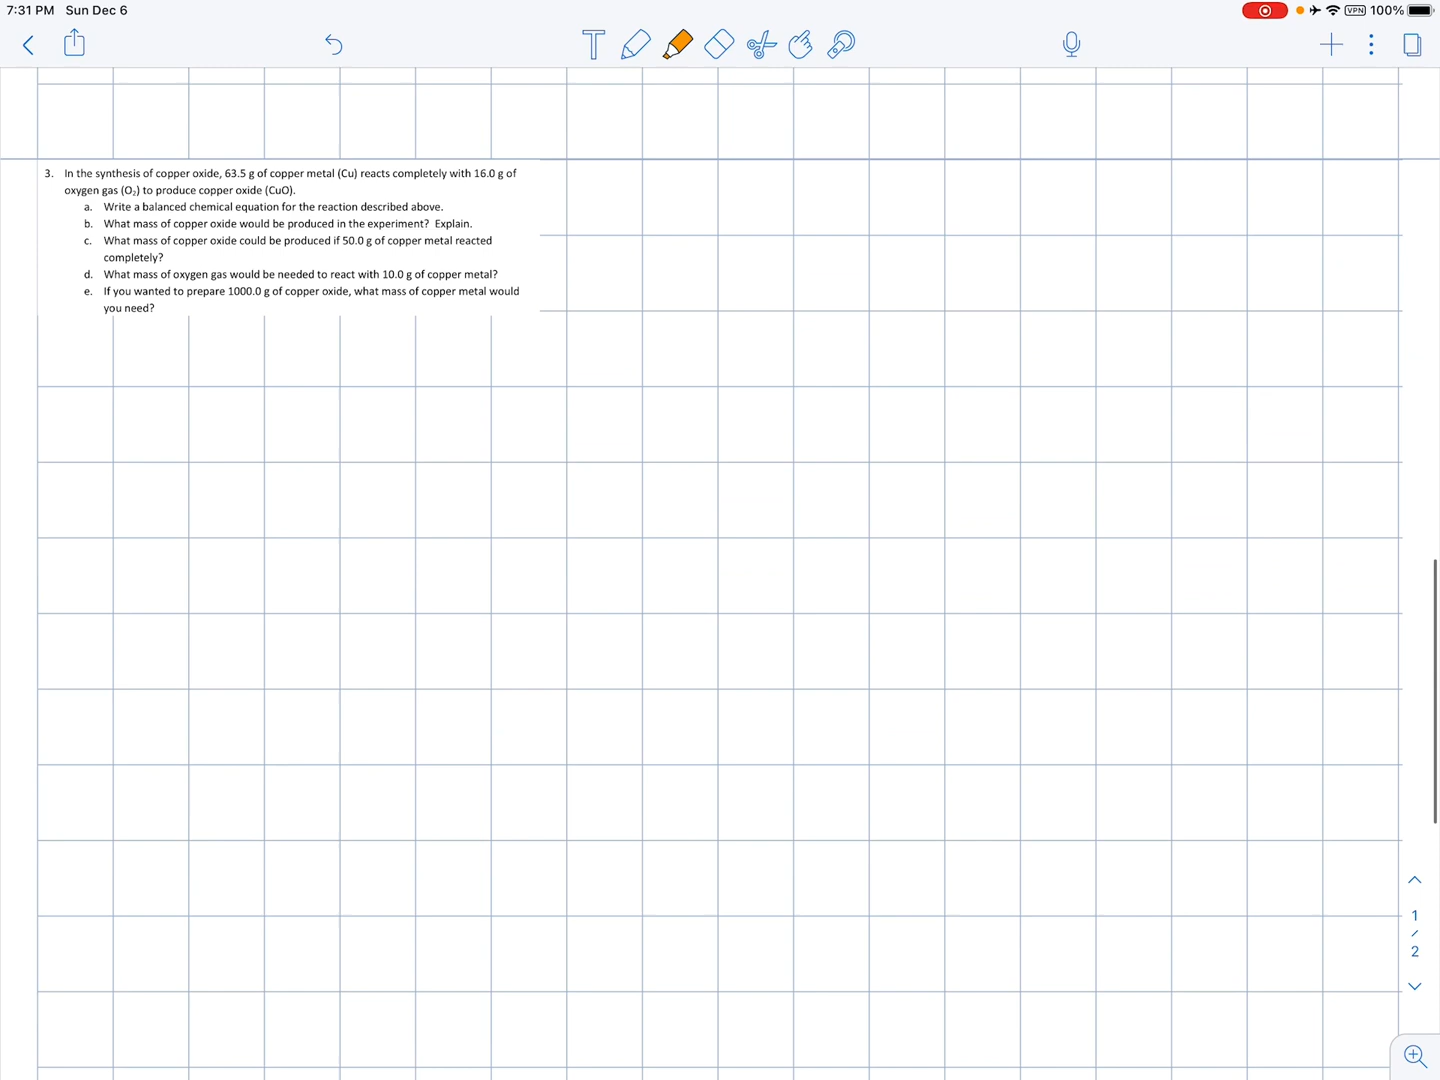 7:31 PM Sun Dec 6
VPN 100%
T
3. In the synthesis of copper oxide, 63.5 g of copper metal (Cu) reacts completely with 16.0 g of
oxygen gas (O₂) to produce copper oxide (CuO).
a. Write a balanced chemical equation for the reaction described above.
b. What mass of copper oxide would be produced in the experiment? Explain.
c. What mass of copper oxide could be produced if 50.0 g of copper metal reacted
completely?
d. What mass of oxygen gas would be needed to react with 10.0 g of copper metal?
e. If you wanted to prepare 1000.0 g of copper oxide, what mass of copper metal would
you need?
1
/
2